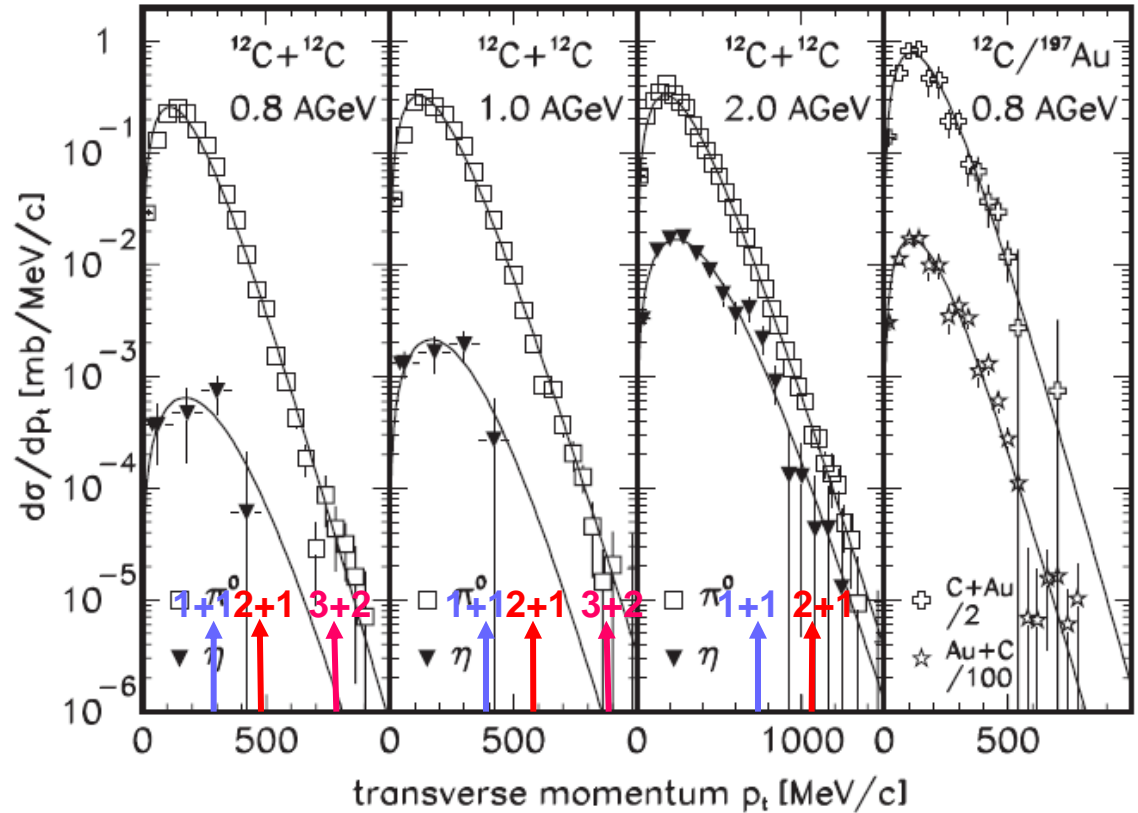 ¹²C+¹²C
0.8 AGeV
¹²C+¹²C
1.0 AGeV
¹²C+¹²C
2.0 AGeV
¹²C/¹⁹⁷Au
0.8 AGeV
1
10⁻¹
10⁻²
10⁻³
10⁻⁴
10⁻⁵
10⁻⁶
dσ/dpₜ [mb/MeV/c]
π⁰
1+1
2+1
3+2
η
π⁰
1+1
2+1
3+2
η
π⁰
1+1
2+1
η
C+Au
/2
Au+C
/100
0 500 0 500 0 1000 0 500
transverse momentum pₜ [MeV/c]